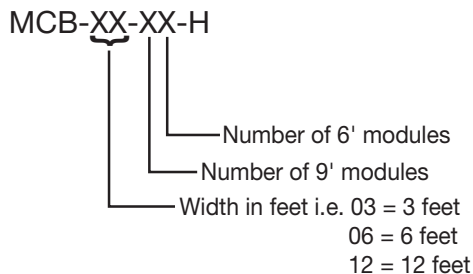 MCB-XX-XX-H
Number of 6' modules
Number of 9' modules
Width in feet i.e. 03 = 3 feet
06 = 6 feet
12 = 12 feet